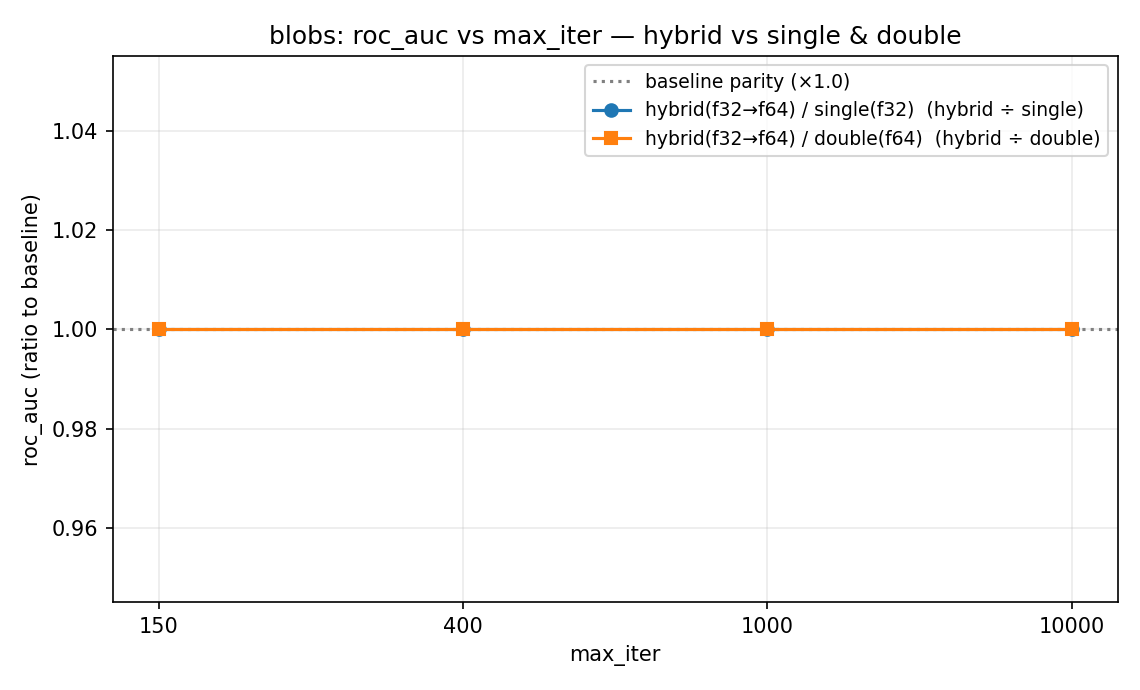 blobs: roc_auc vs max_iter — hybrid vs single & double
baseline parity (×1.0)
hybrid(f32→f64) / single(f32)  (hybrid ÷ single)
hybrid(f32→f64) / double(f64)  (hybrid ÷ double)
roc_auc (ratio to baseline)
1.04
1.02
1.00
0.98
0.96
150
400
1000
10000
max_iter